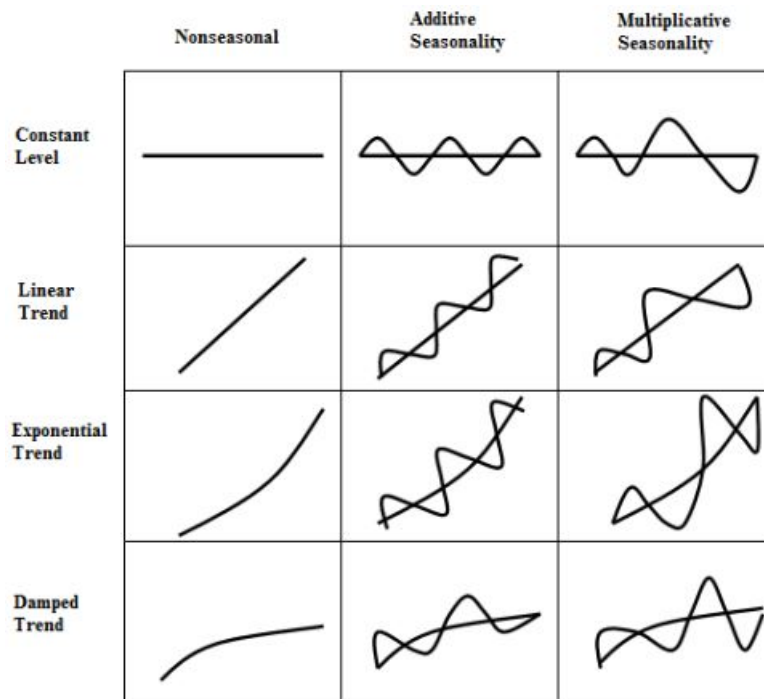 Nonseasonal
Additive
Seasonality
Multiplicative
Seasonality
Constant
Level
Linear
Trend
Exponential
Trend
Damped
Trend